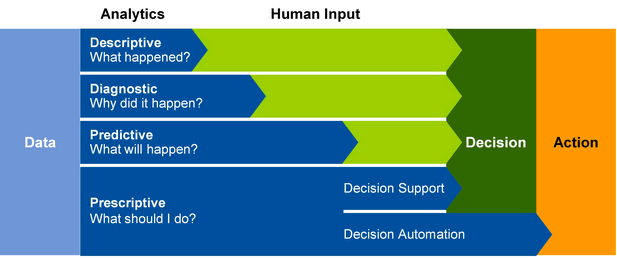 Analytics
Human Input
Descriptive
What happened?
Diagnostic
Why did it happen?
Predictive
What will happen?
Data
Decision
Action
Prescriptive
What should I do?
Decision Support
Decision Automation